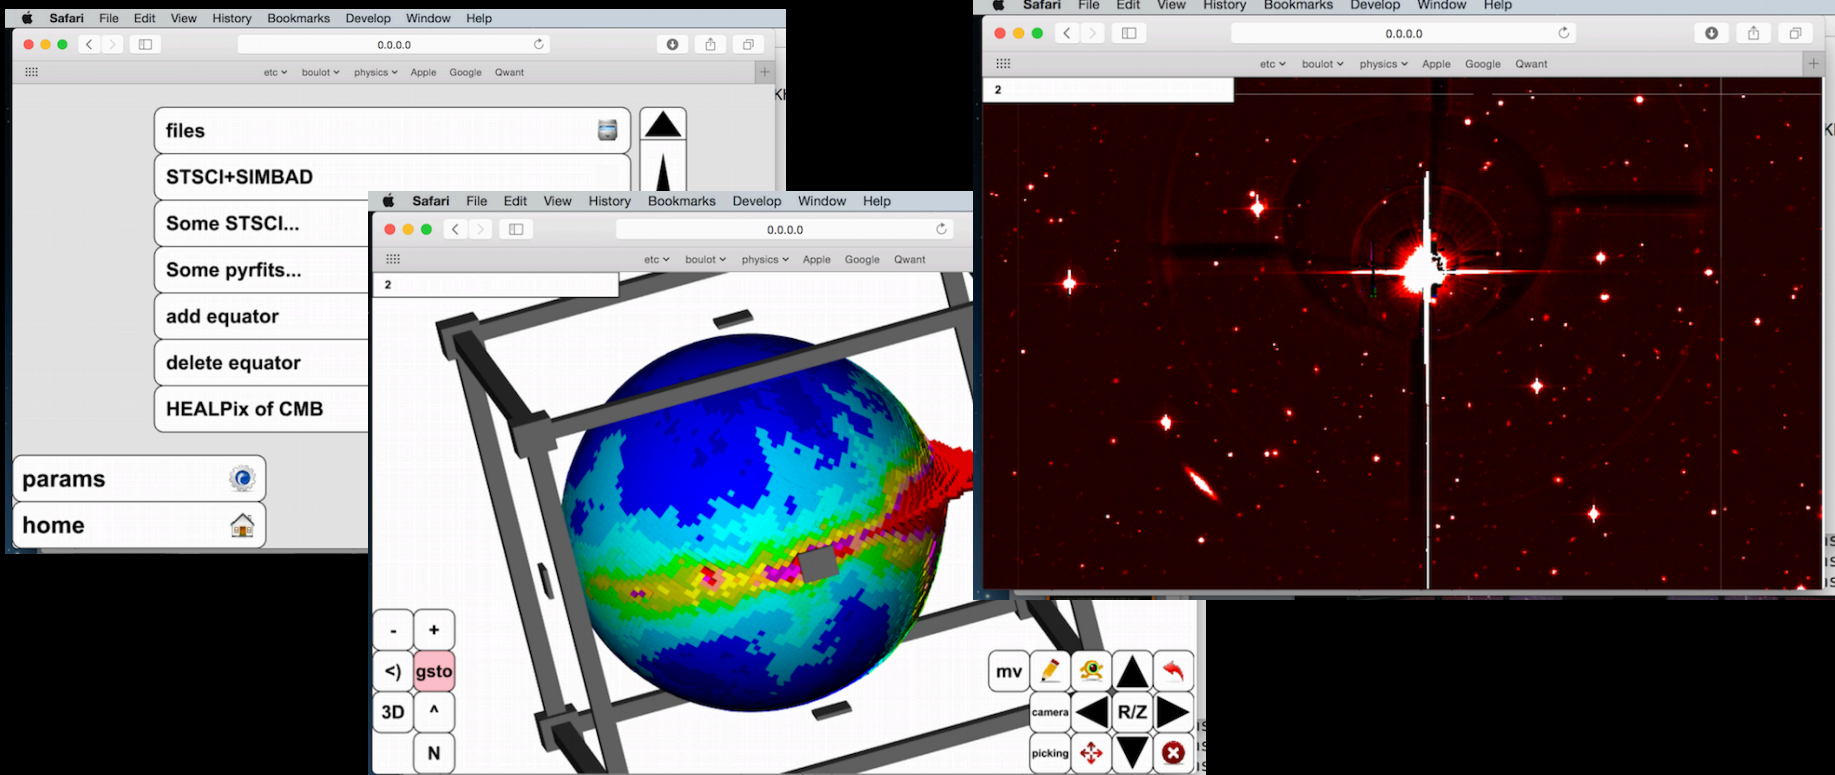 Safari File Edit View History Bookmarks Develop Window Help
0.0.0.0
etc boulot physics Apple Google Qwant
files
STSCI+SIMBAD
Some STSCI...
Some pyrfits...
add equator
delete equator
HEALPix of CMB
params
home
Safari File Edit View History Bookmarks Develop Window Help
0.0.0.0
etc boulot physics Apple Google Qwant
2
- +
<) gsto
3D ^
N
mv
camera R/Z
picking
Safari File Edit View History Bookmarks Develop Window Help
0.0.0.0
etc boulot physics Apple Google Qwant
2